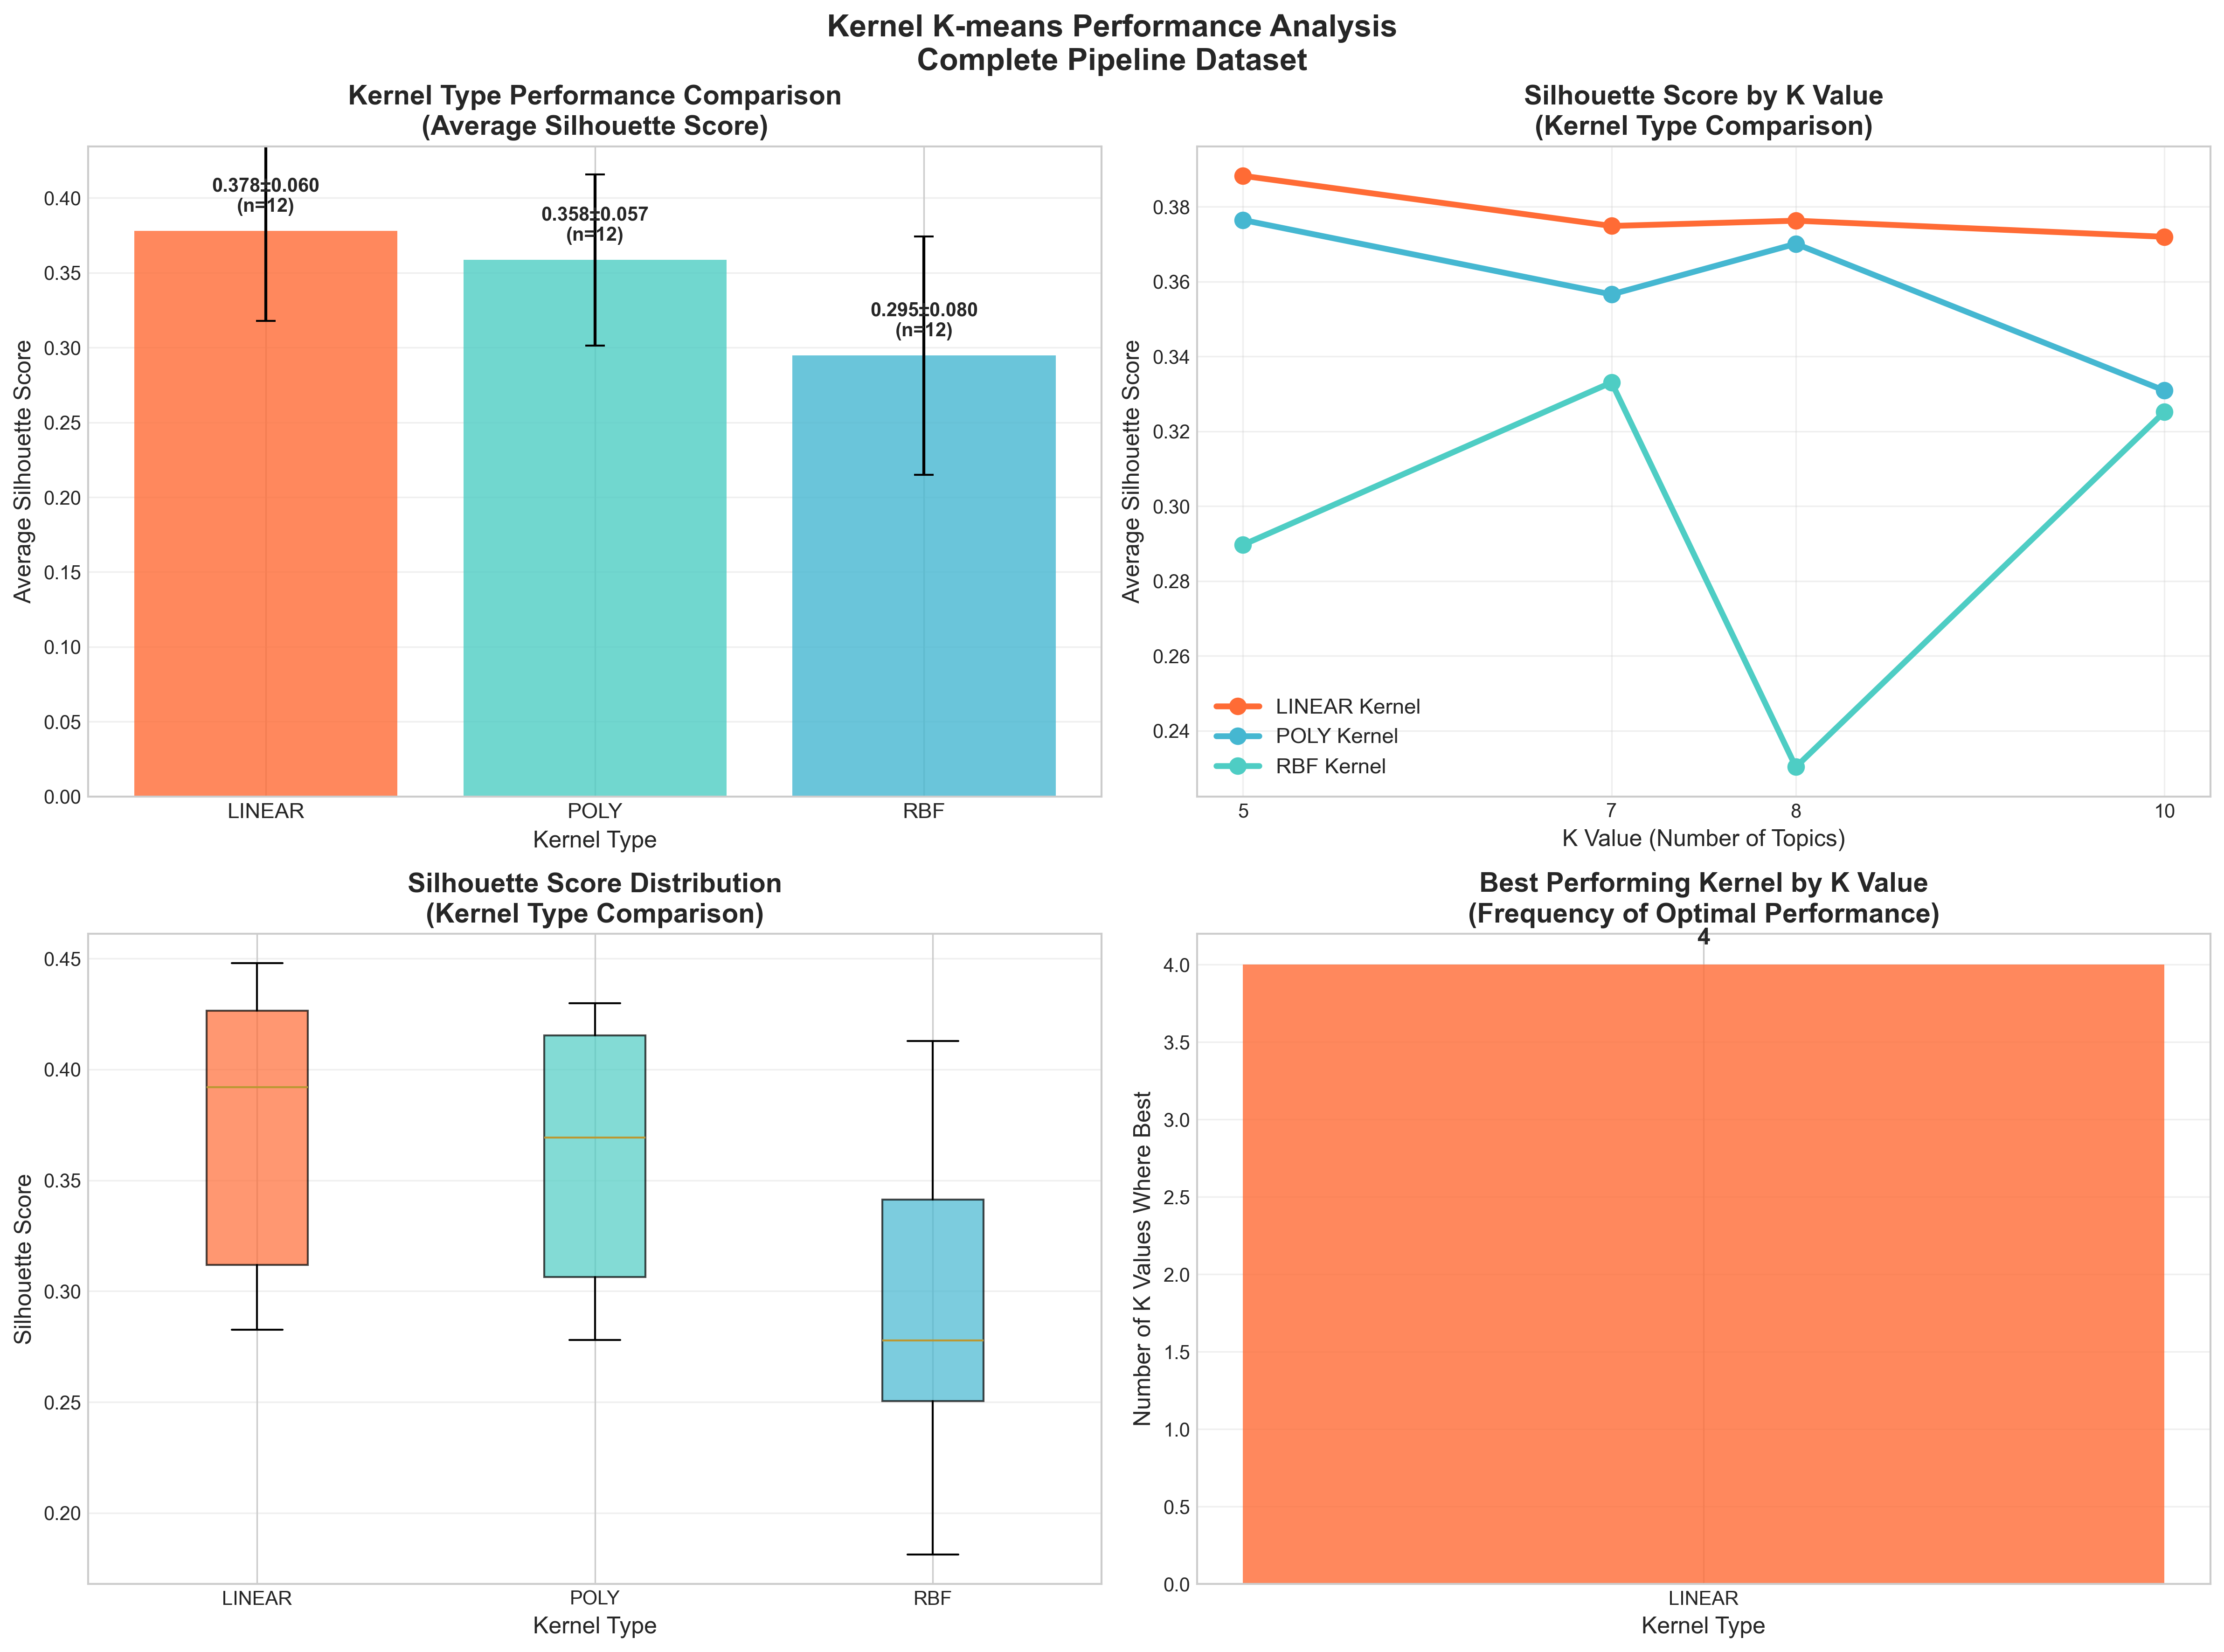 Kernel K-means Performance Analysis
Complete Pipeline Dataset
Kernel Type Performance Comparison
(Average Silhouette Score)
0.378±0.060
(n=12)
0.358±0.057
(n=12)
0.295±0.080
(n=12)
Average Silhouette Score
0.40
0.35
0.30
0.25
0.20
0.15
0.10
0.05
0.00
LINEAR
POLY
RBF
Kernel Type
Silhouette Score by K Value
(Kernel Type Comparison)
Average Silhouette Score
0.38
0.36
0.34
0.32
0.30
0.28
0.26
0.24
LINEAR Kernel
POLY Kernel
RBF Kernel
5
7
8
10
K Value (Number of Topics)
Silhouette Score Distribution
(Kernel Type Comparison)
Silhouette Score
0.45
0.40
0.35
0.30
0.25
0.20
LINEAR
POLY
RBF
Kernel Type
Best Performing Kernel by K Value
(Frequency of Optimal Performance)
4
Number of K Values Where Best
4.0
3.5
3.0
2.5
2.0
1.5
1.0
0.5
0.0
LINEAR
Kernel Type